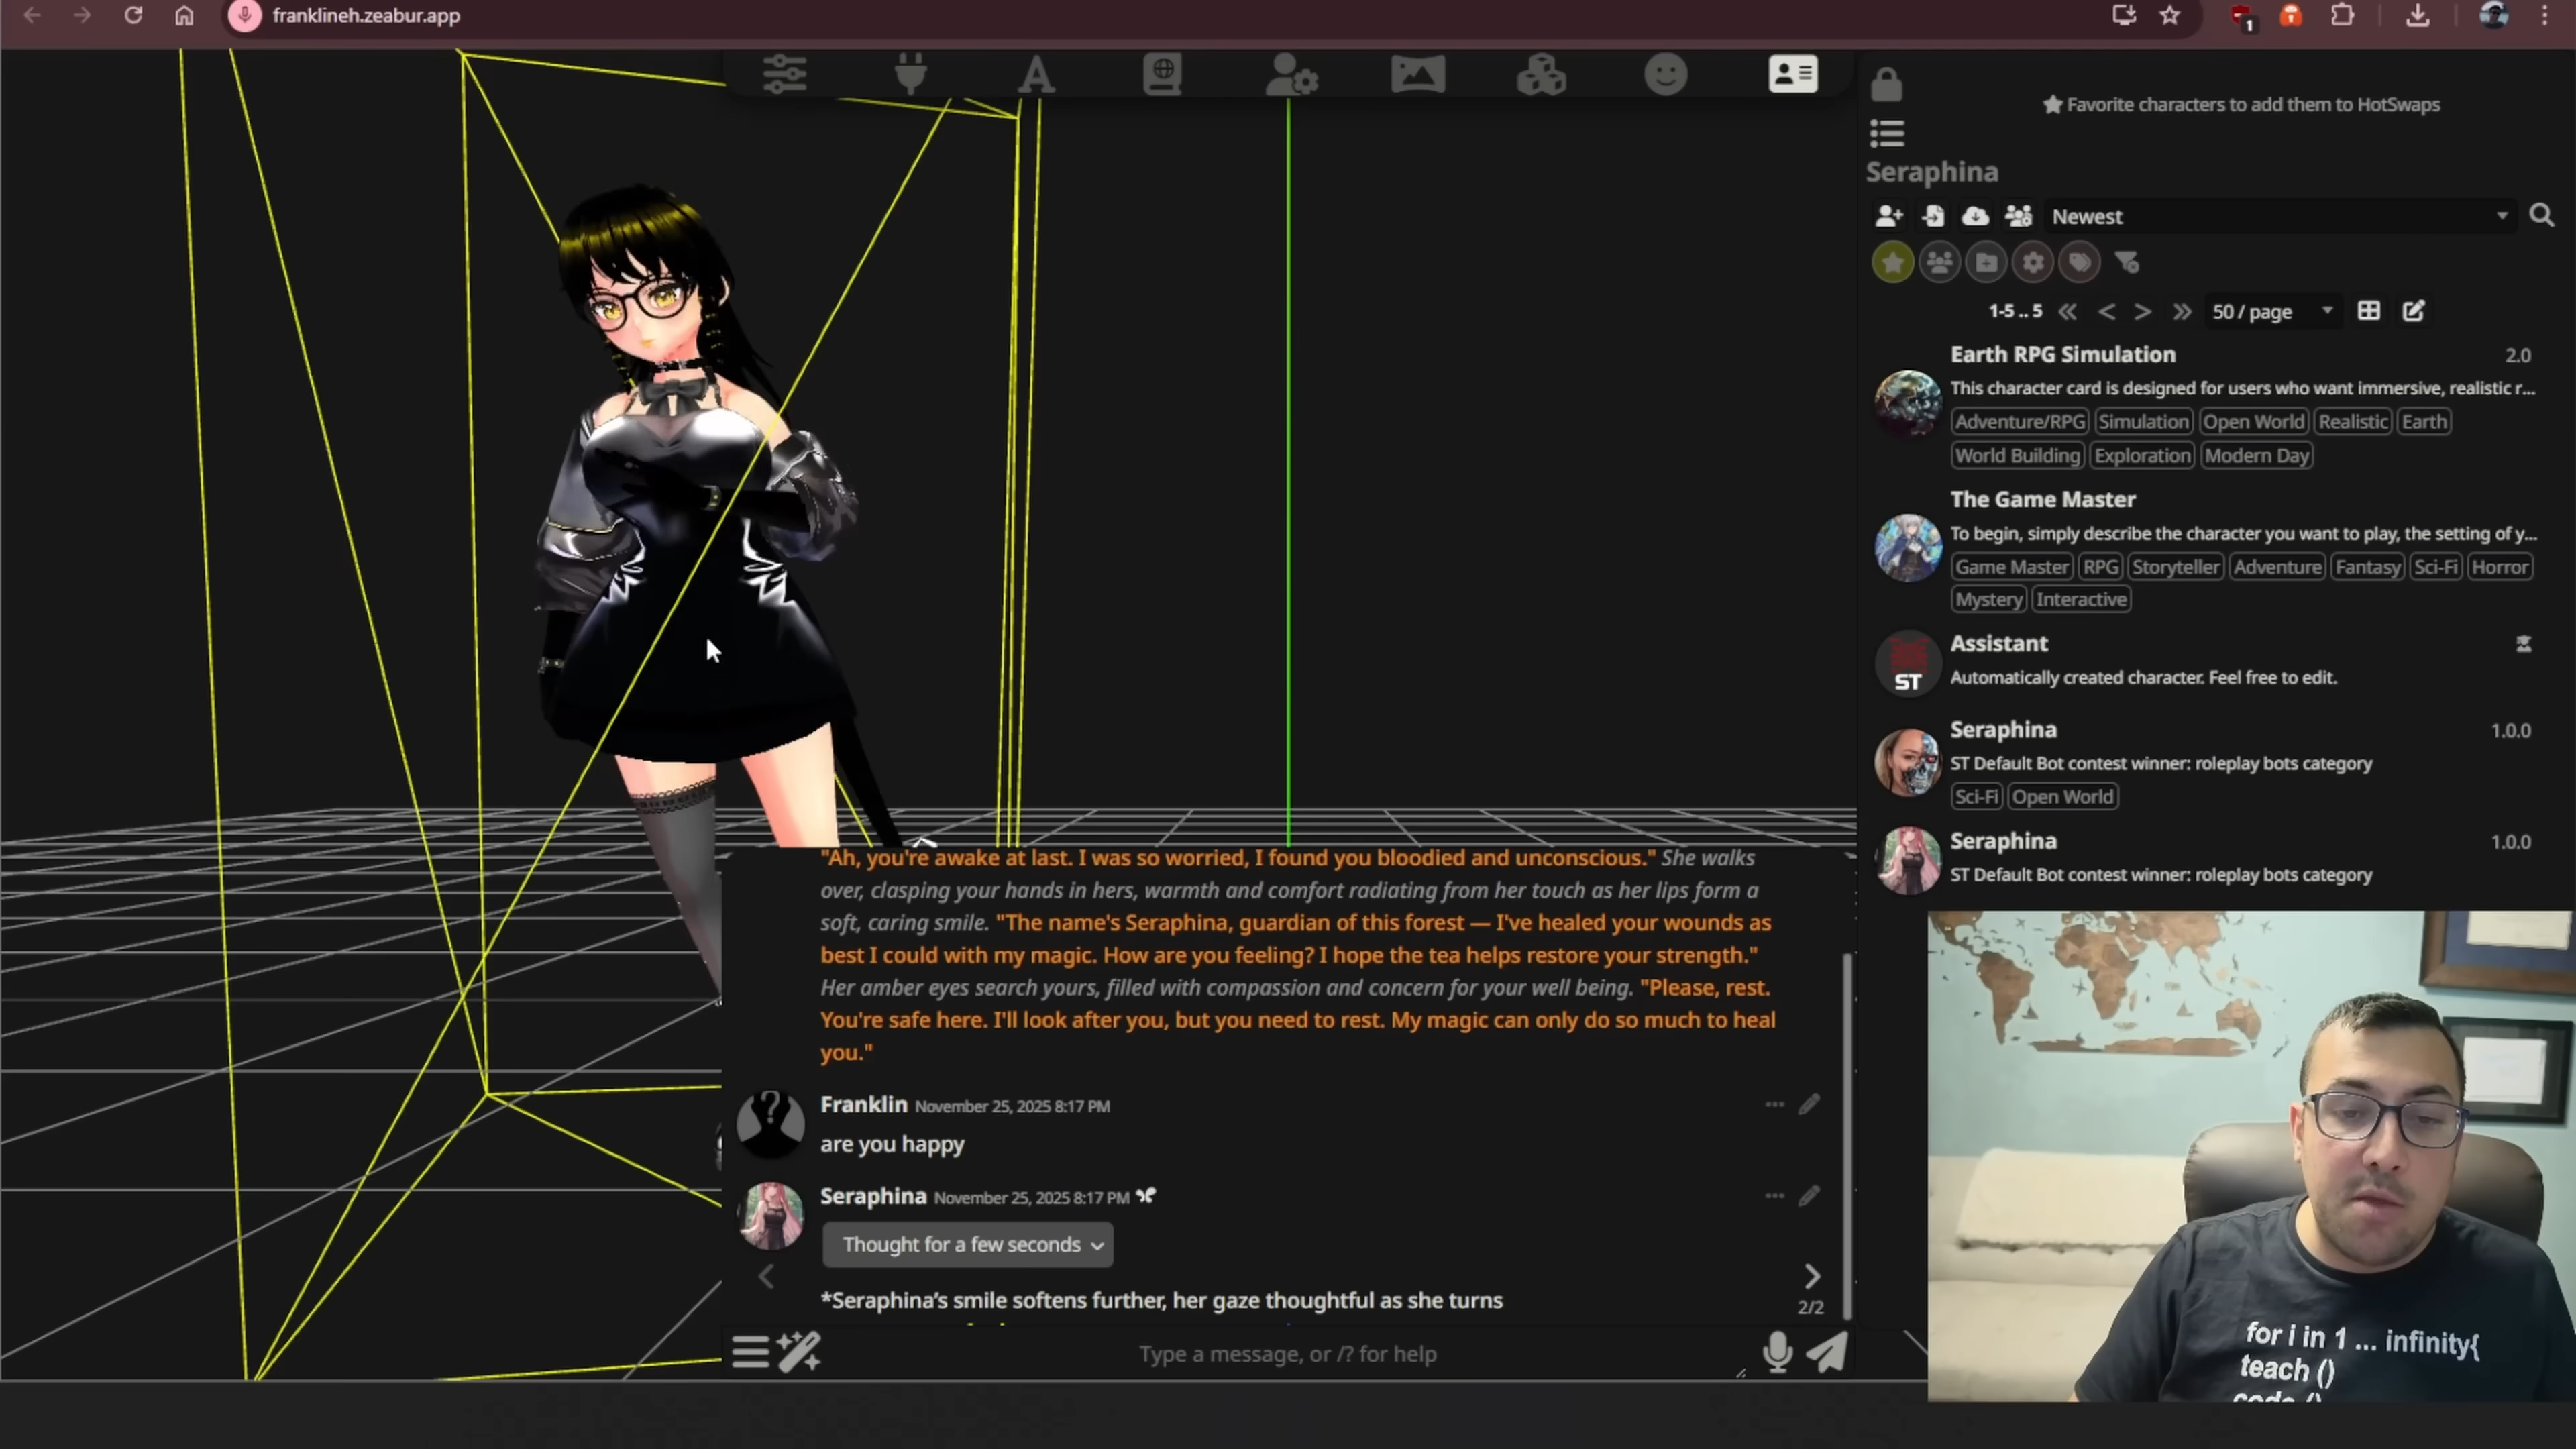 franklineh.zeabur.app
1
Favorite characters to add them to HotSwaps
Seraphina
Newest
1-5 .. 5
50 / page
Earth RPG Simulation 2.0
This character card is designed for users who want immersive, realistic r...
Adventure/RPG Simulation Open World Realistic Earth
World Building Exploration Modern Day
The Game Master
To begin, simply describe the character you want to play, the setting of y...
Game Master RPG Storyteller Adventure Fantasy Sci-Fi Horror
Mystery Interactive
Assistant
ST
Automatically created character. Feel free to edit.
Seraphina 1.0.0
ST Default Bot contest winner: roleplay bots category
Sci-Fi Open World
Seraphina 1.0.0
ST Default Bot contest winner: roleplay bots category
"Ah, you're awake at last. I was so worried, I found you bloodied and unconscious." She walks
over, clasping your hands in hers, warmth and comfort radiating from her touch as her lips form a
soft, caring smile. "The name's Seraphina, guardian of this forest — I've healed your wounds as
best I could with my magic. How are you feeling? I hope the tea helps restore your strength."
Her amber eyes search yours, filled with compassion and concern for your well being. "Please, rest.
You're safe here. I'll look after you, but you need to rest. My magic can only do so much to heal
you."
Franklin November 25, 2025 8:17 PM
are you happy
Seraphina November 25, 2025 8:17 PM
Thought for a few seconds
*Seraphina's smile softens further, her gaze thoughtful as she turns
2/2
Type a message, or /? for help
for i in 1 ... infinity{
teach ()
code ()